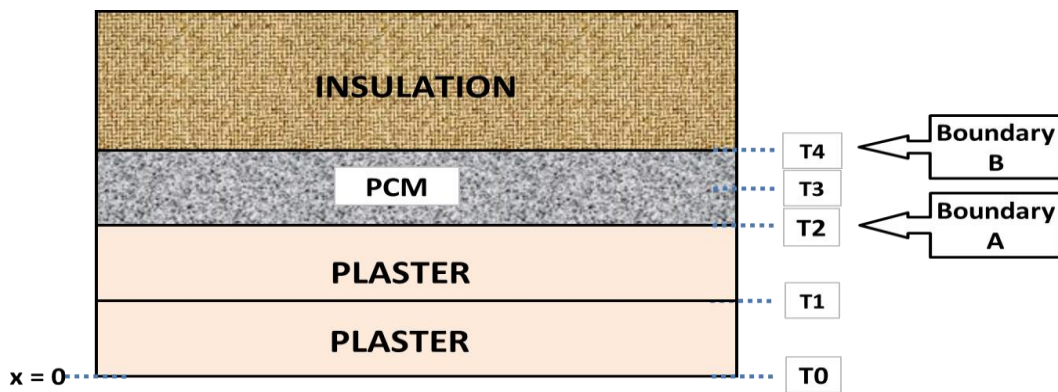 INSULATION
T4
Boundary
B
PCM
T3
T2
Boundary
A
PLASTER
T1
PLASTER
x = 0
T0